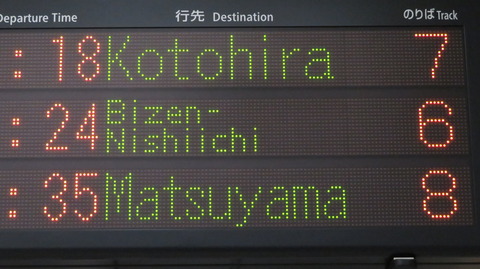 Departure Time 行先 Destination のりば Track
: 18 Kotohira 7
: 24 Bizen-
Nishiichi 6
: 35 Matsuyama 8